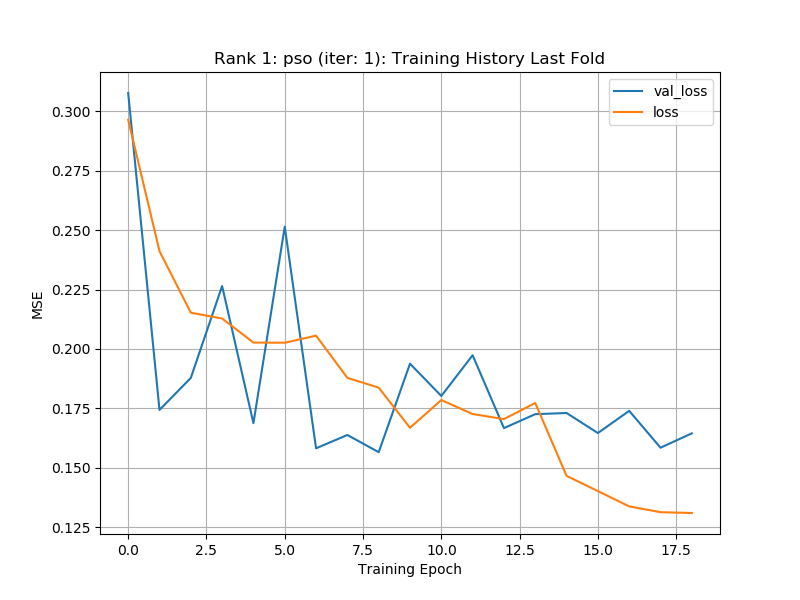 Rank 1: pso (iter: 1): Training History Last Fold
val_loss
loss
MSE
0.300
0.275
0.250
0.225
0.200
0.175
0.150
0.125
0.0 2.5 5.0 7.5 10.0 12.5 15.0 17.5
Training Epoch